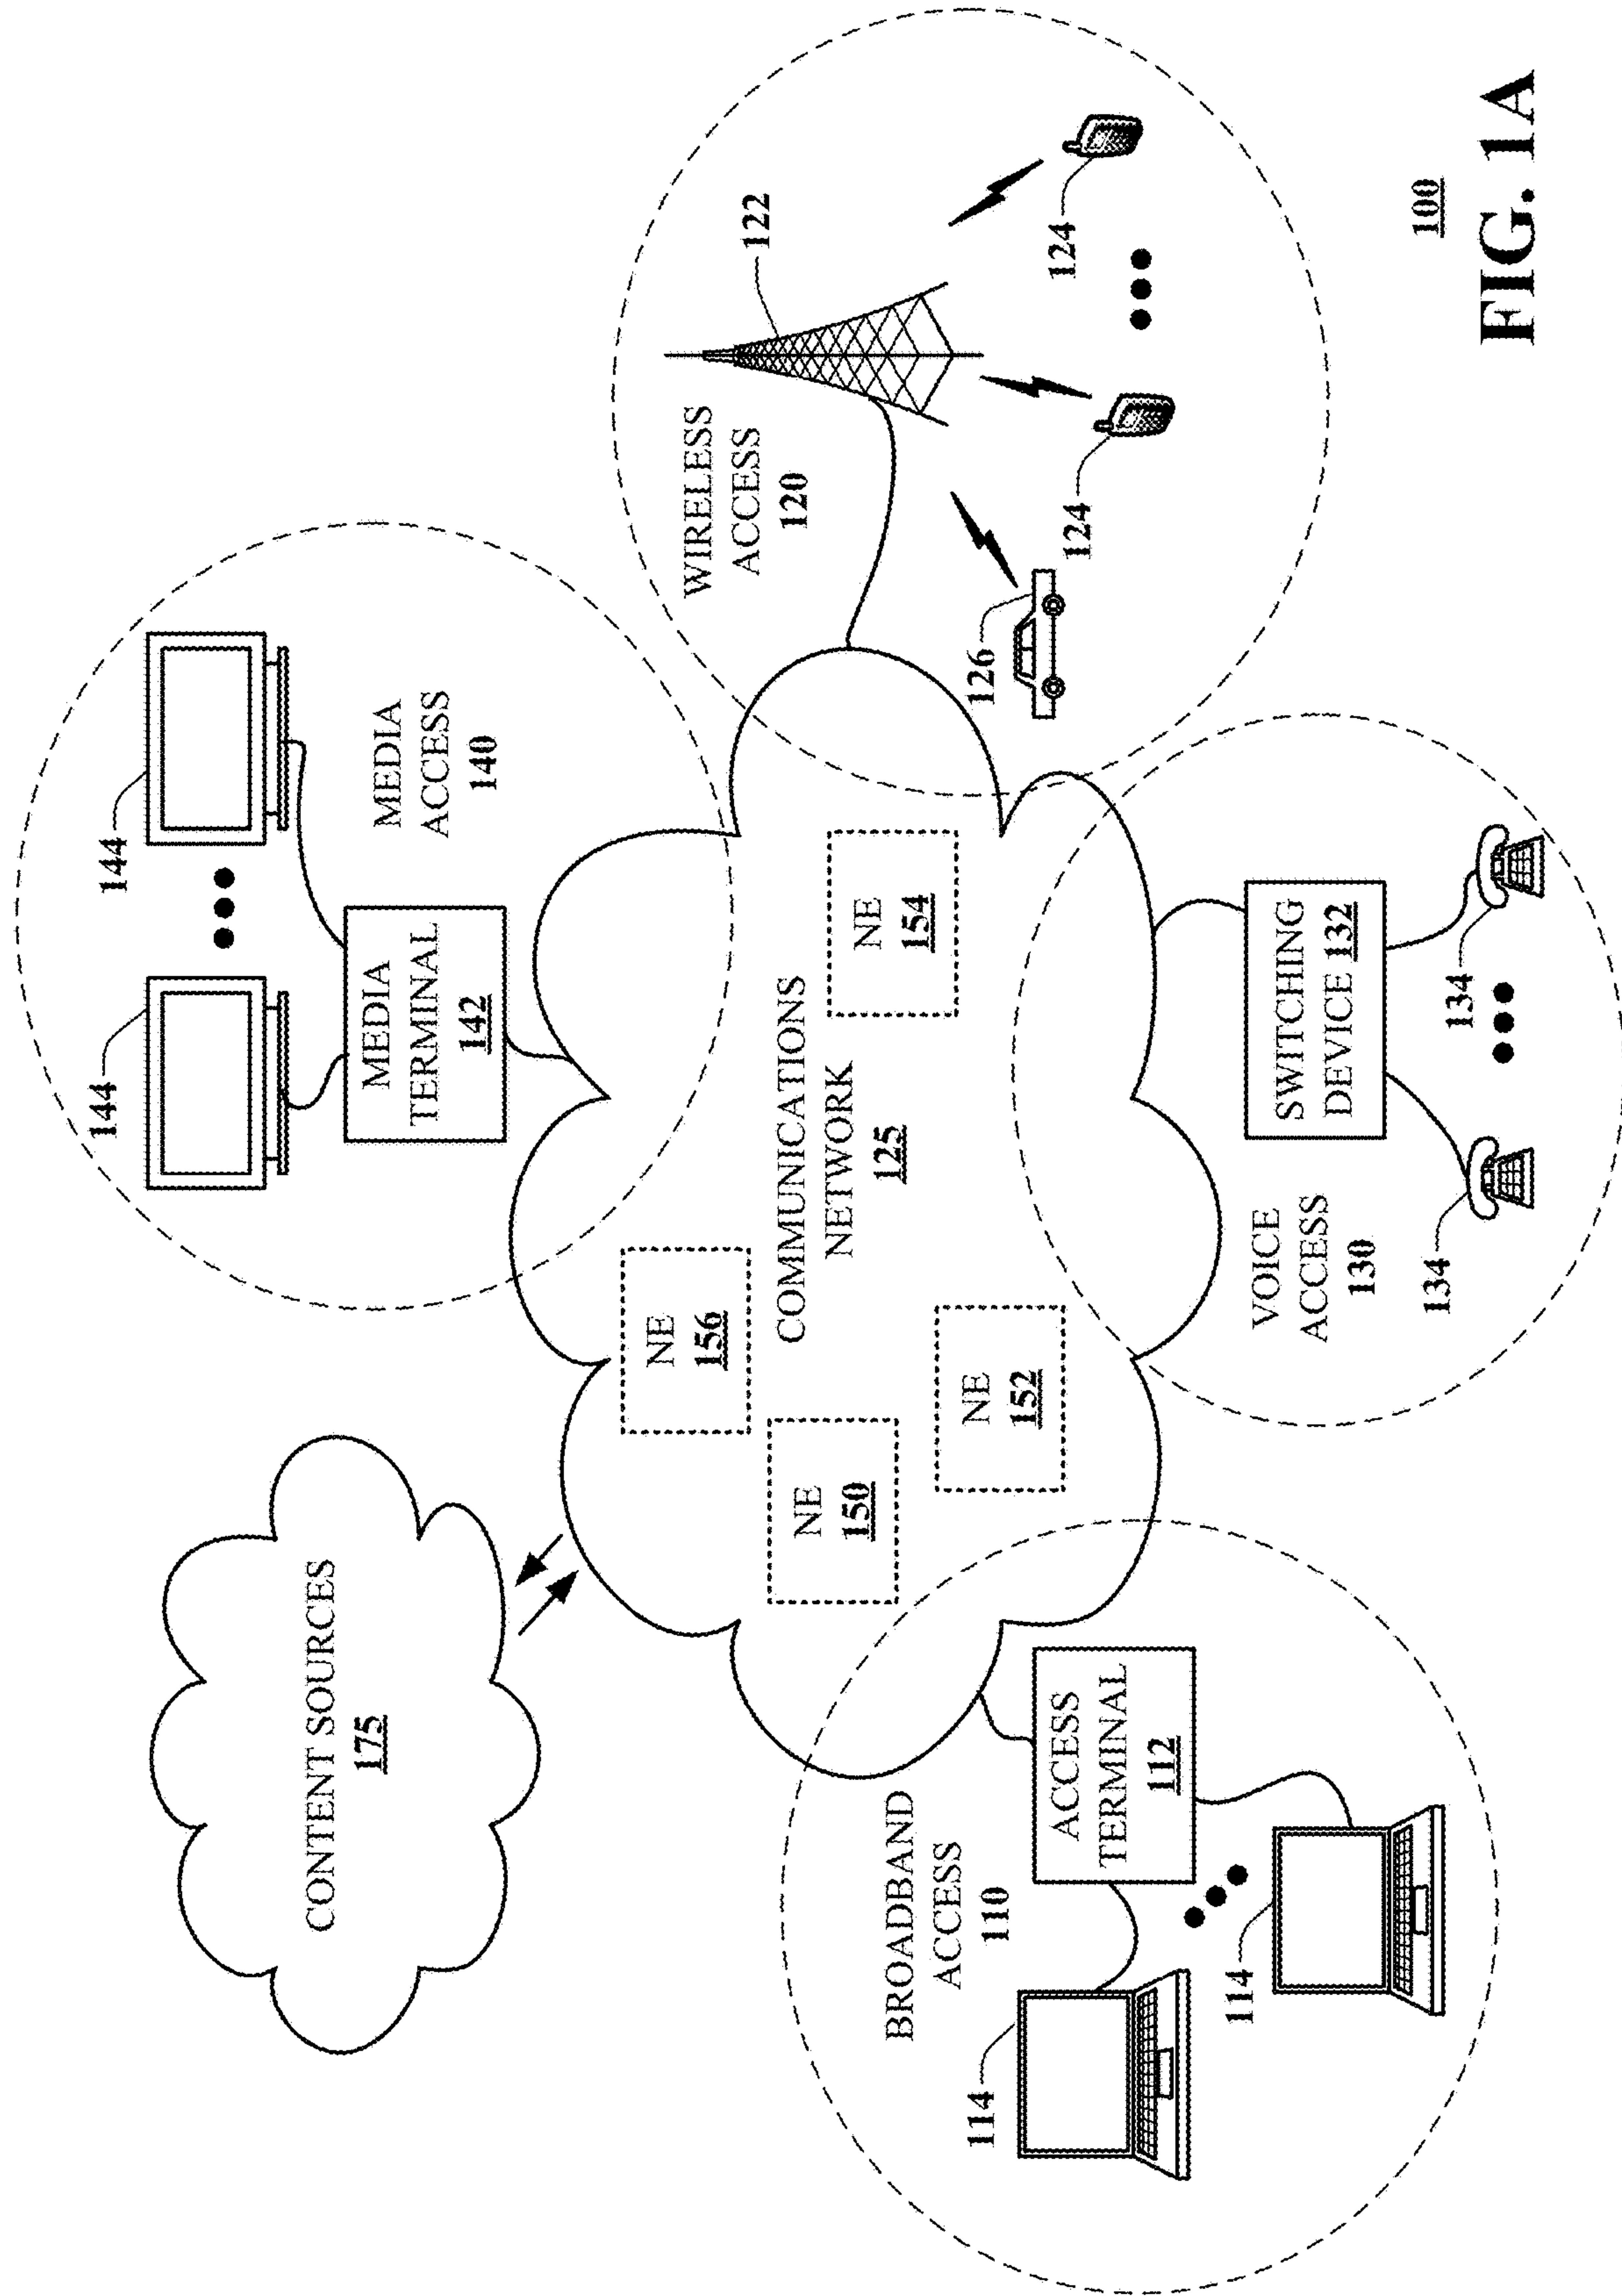 CONTENT SOURCES
175
144
144
MEDIA
TERMINAL
142
MEDIA
ACCESS
140
WIRELESS
ACCESS
120
122
124
124
126
NE
156
NE
150
NE
152
NE
154
COMMUNICATIONS
NETWORK
125
BROADBAND
ACCESS
110
ACCESS
TERMINAL
112
114
114
VOICE
ACCESS
130
SWITCHING
DEVICE 132
134
134
100
FIG. 1A